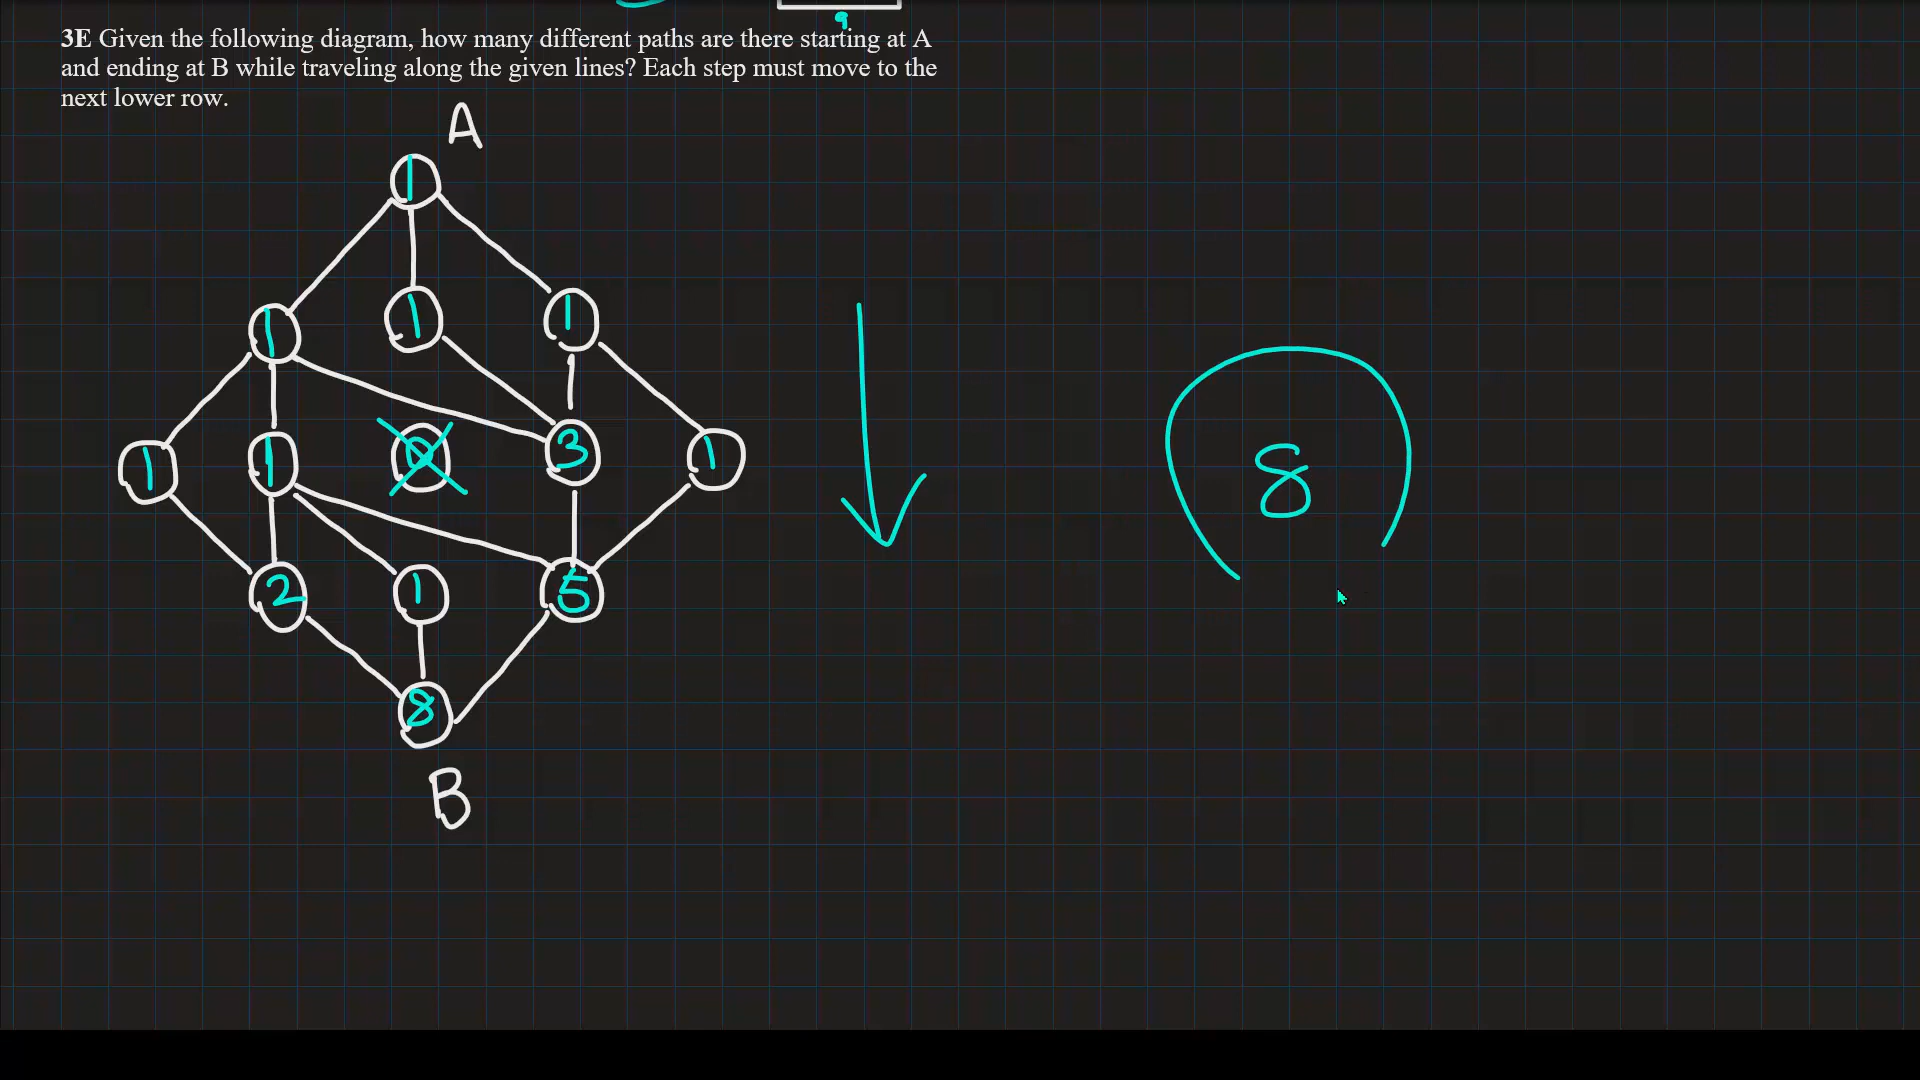 9
3E Given the following diagram, how many different paths are there starting at A
and ending at B while traveling along the given lines? Each step must move to the
next lower row.
A
1
1 1 1
1 1 0 3 1
2 1 5
8
B
8